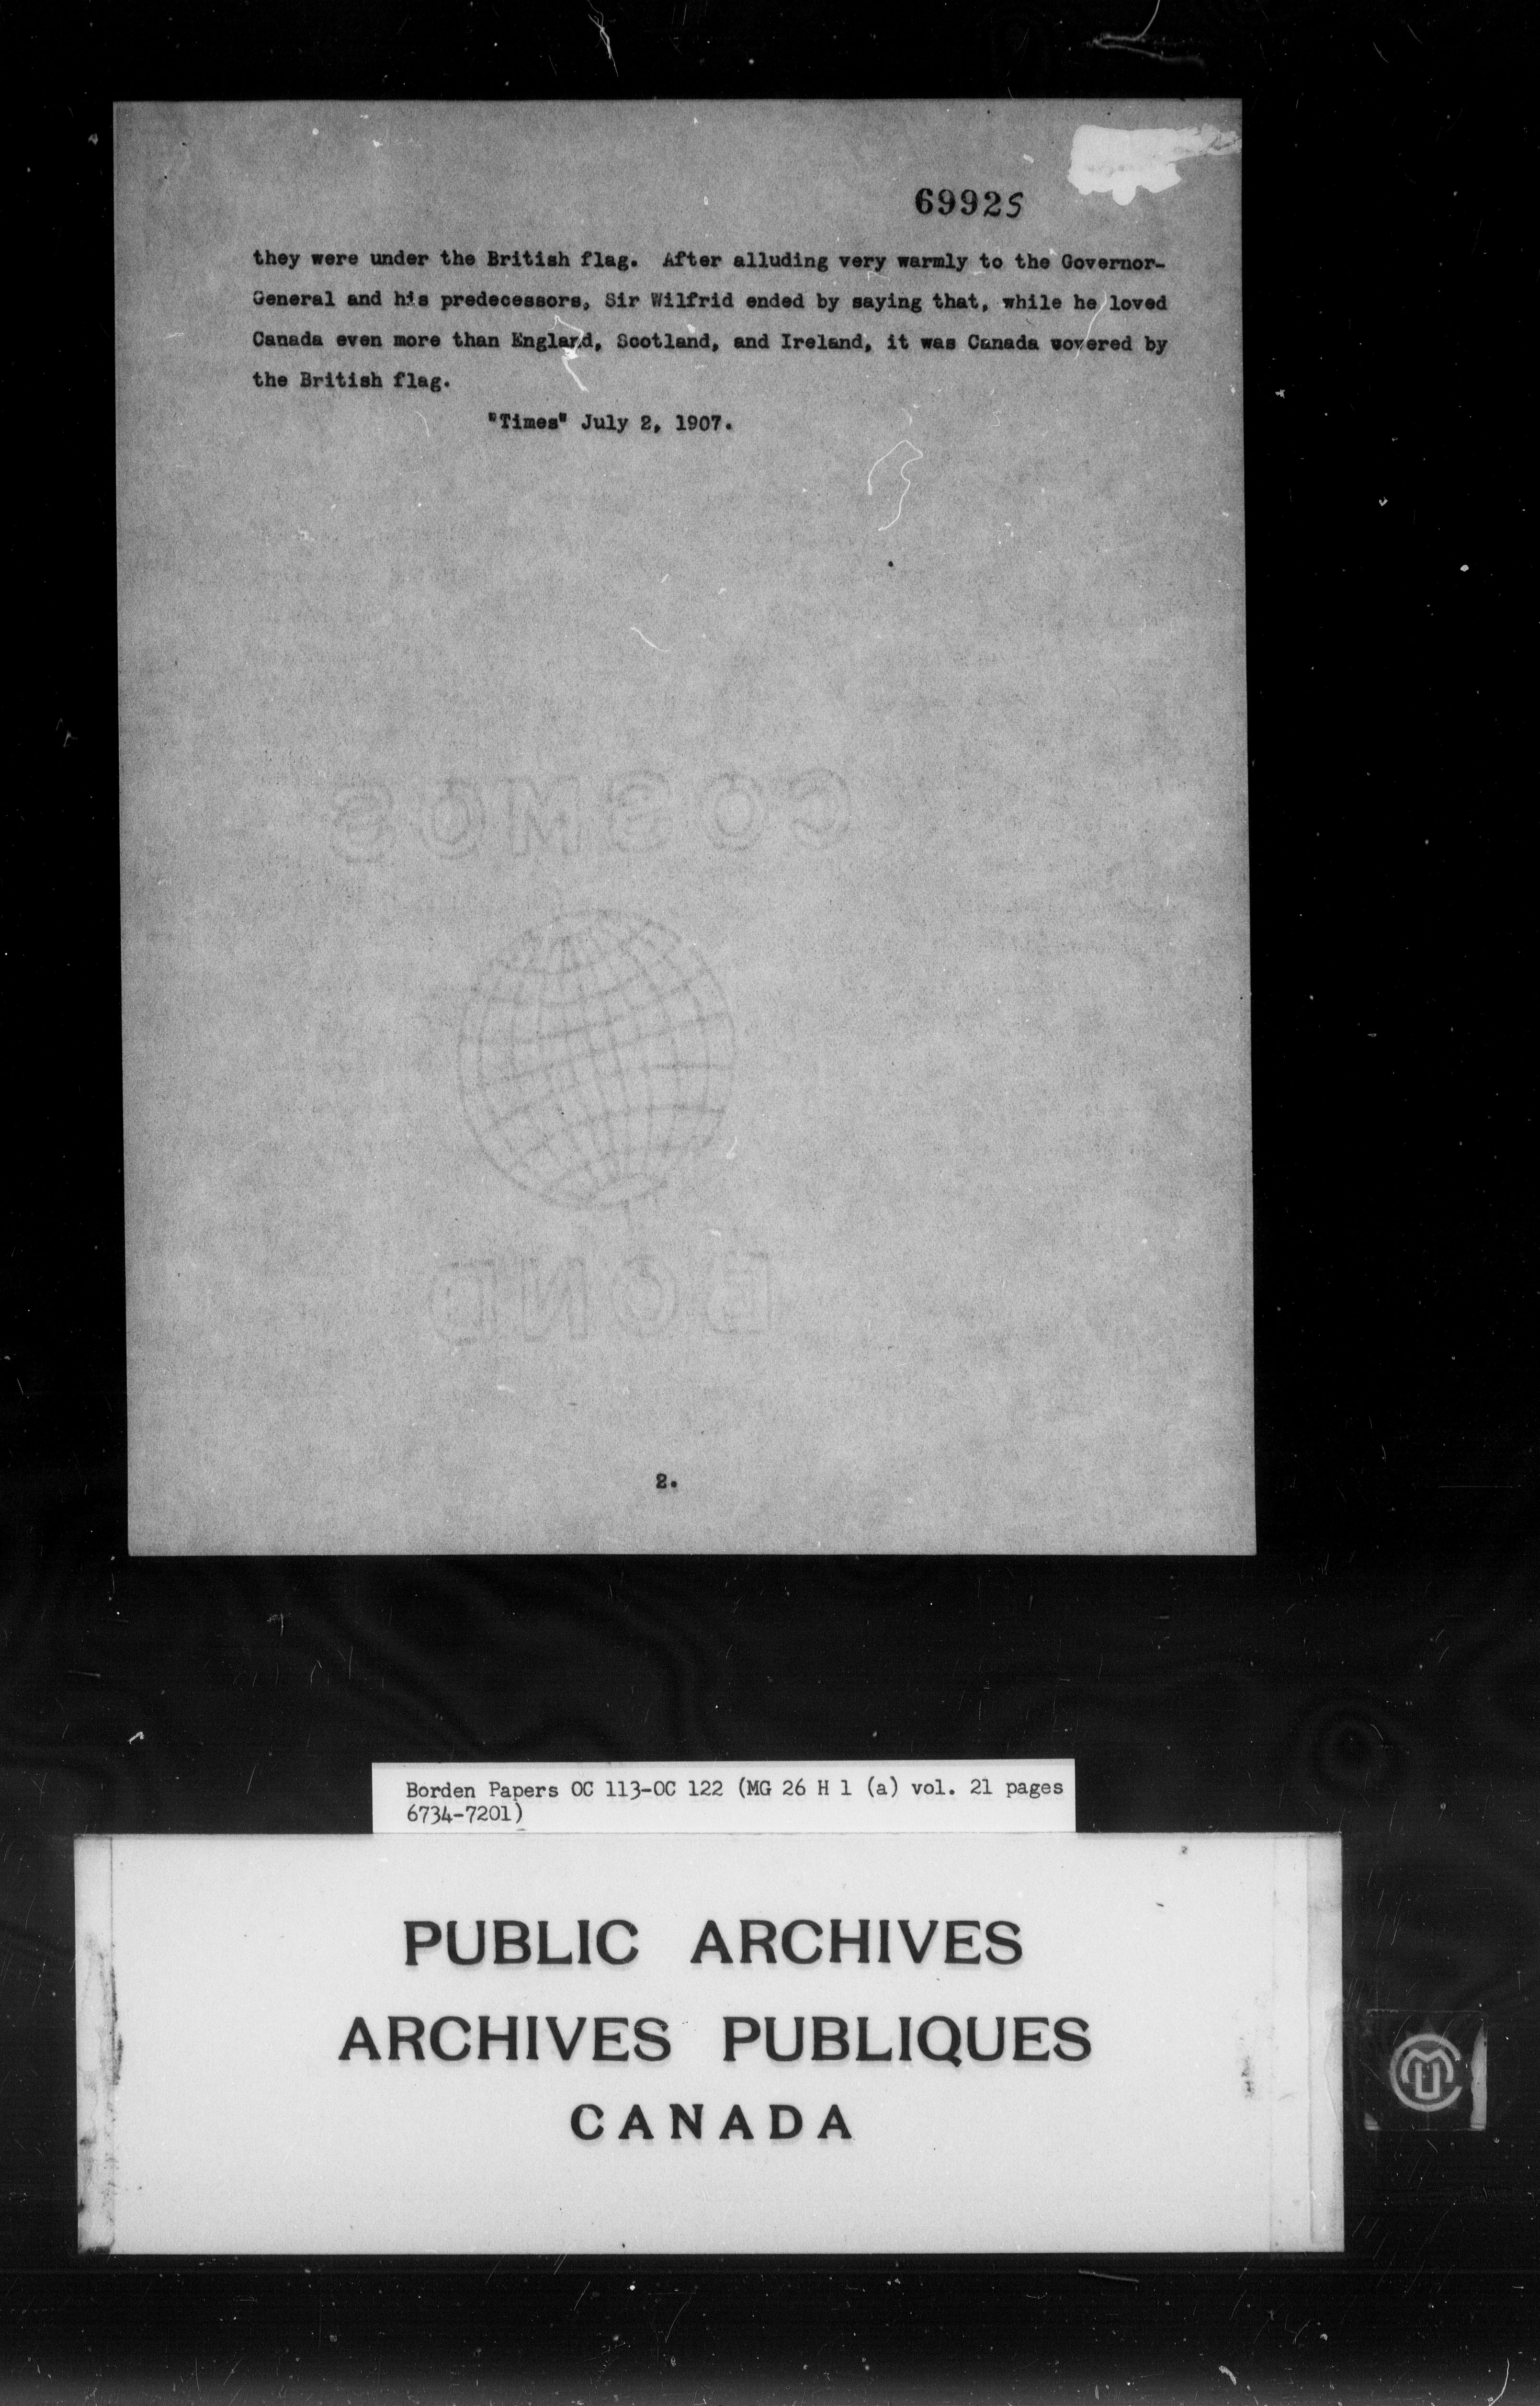 69925
they were under the British flag. After alluding very warmly to the Governor-
General and his predecessors, Sir Wilfrid ended by saying that, while he loved
Canada even more than England, Scotland, and Ireland, it was Canada wovered by
the British flag.
"Times" July 2, 1907.
COSMOS
BOND
2.
Borden Papers OC 113-OC 122 (MG 26 H 1 (a) vol. 21 pages
6734-7201)
PUBLIC ARCHIVES
ARCHIVES PUBLIQUES
CANADA